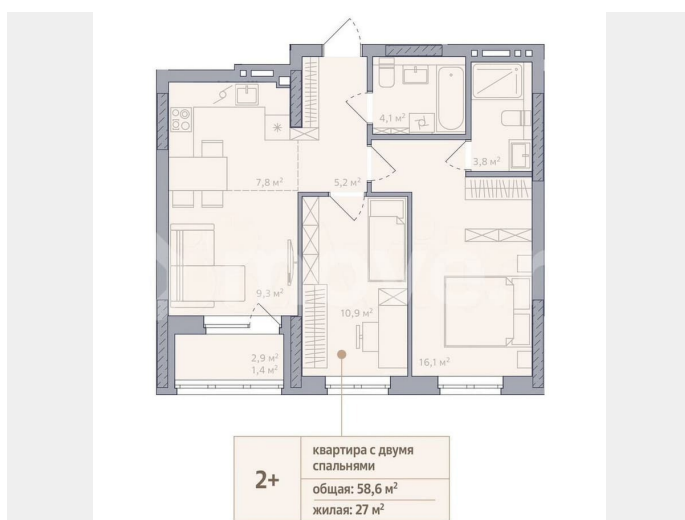 4,1 м²
3,8 м²
7,8 м²
5,2 м²
9,3 м²
10,9 м²
16,1 м²
2,9 м²
1,4 м²
2+
квартира с двумя
спальнями
общая: 58,6 м²
жилая: 27 м²